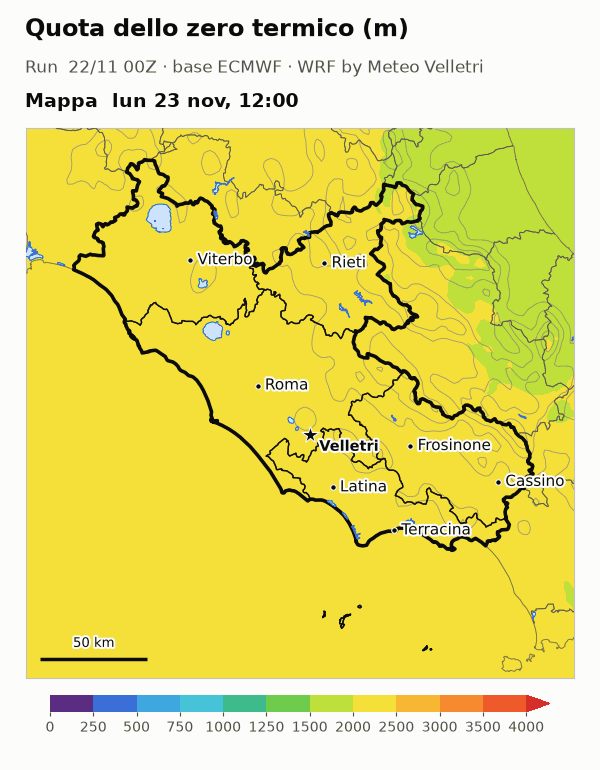 Quota dello zero termico (m)
Run  22/11 00Z · base ECMWF · WRF by Meteo Velletri
Mappa  lun 23 nov, 12:00
Viterbo
Rieti
Roma
Velletri
Frosinone
Latina
Cassino
Terracina
50 km
0 250 500 750 1000 1250 1500 2000 2500 3000 3500 4000